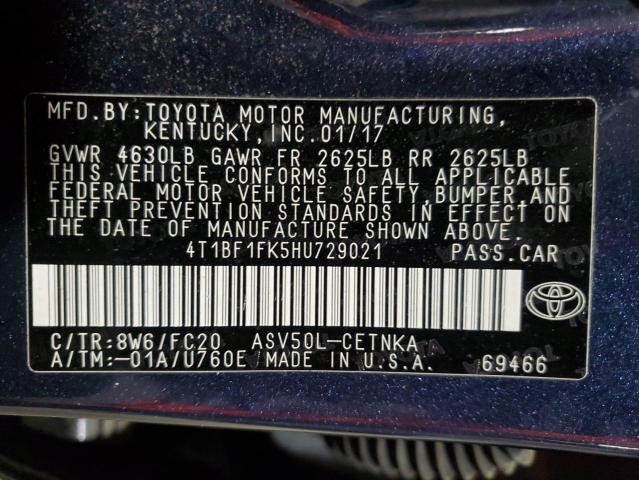 MFD.BY:TOYOTA MOTOR MANUFACTURING,
KENTUCKY,INC.01/17
GVWR 4630LB GAWR FR 2625LB RR 2625LB
THIS VEHICLE CONFORMS TO ALL APPLICABLE
FEDERAL MOTOR VEHICLE SAFETY,BUMPER,AND
THEFT PREVENTION STANDARDS IN EFFECT ON
THE DATE OF MANUFACTURE SHOWN ABOVE.
4T1BF1FK5HU729021 PASS.CAR
C/TR:8W6/FC20 ASV50L-CETNKA
A/TM:-01A/U760E MADE IN U.S.A. 69466